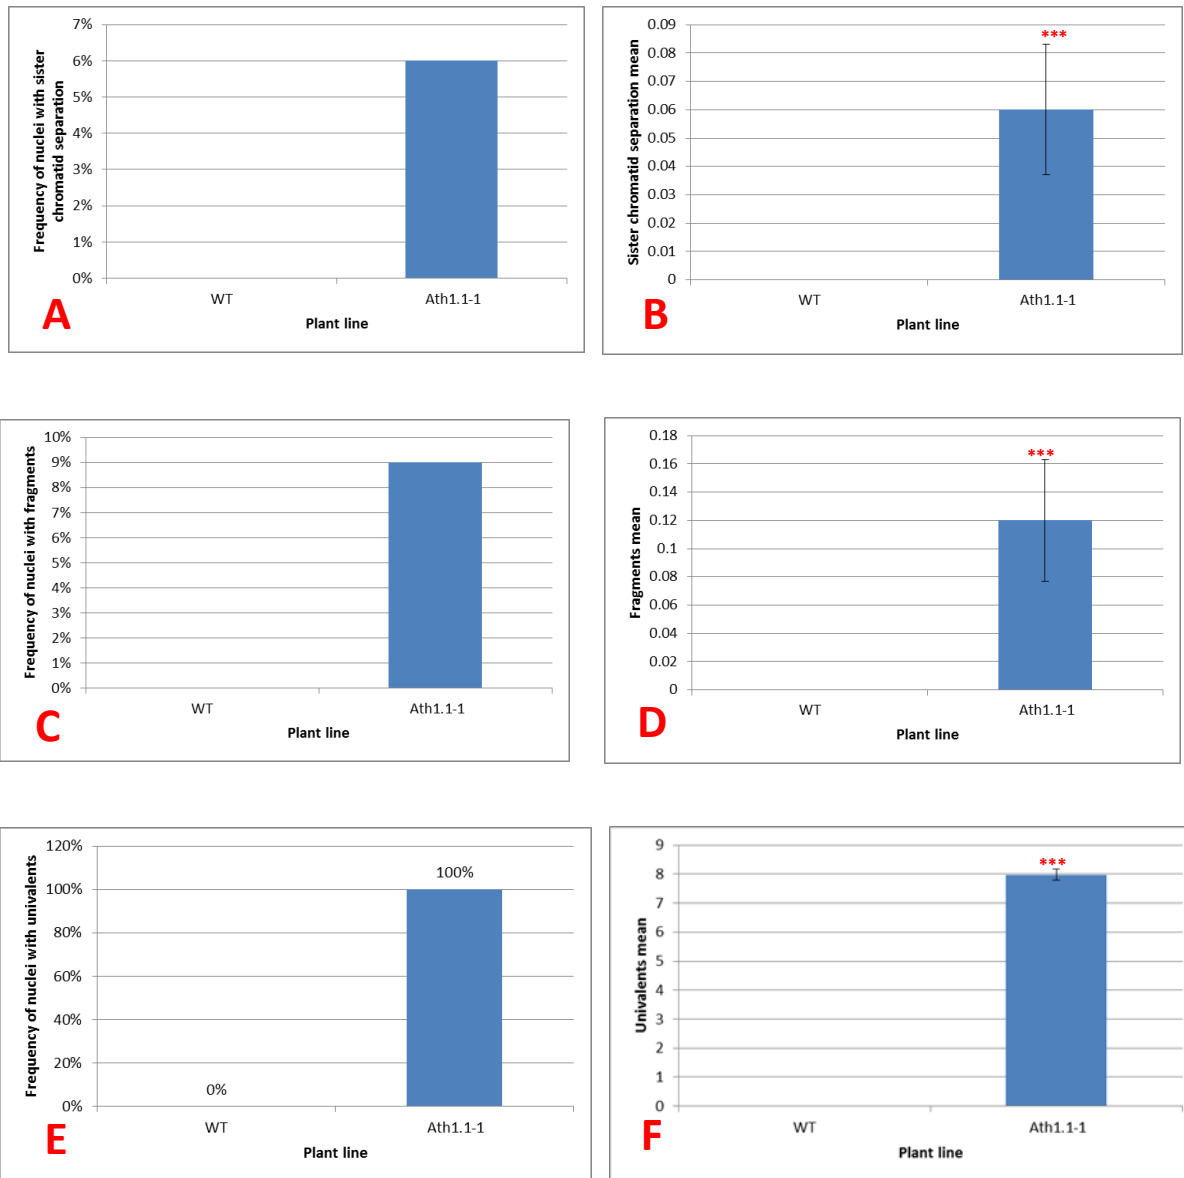 7%
6%
5%
4%
3%
2%
1%
0%
Frequency of nuclei with sister
chromatid separation
WT
Ath1.1-1
Plant line
A
0.09
0.08
0.07
0.06
0.05
0.04
0.03
0.02
0.01
0
Sister chromatid separation mean
***
WT
Ath1.1-1
Plant line
B
10%
9%
8%
7%
6%
5%
4%
3%
2%
1%
0%
Frequency of nuclei with fragments
WT
Ath1.1-1
Plant line
C
0.18
0.16
0.14
0.12
0.1
0.08
0.06
0.04
0.02
0
Fragments mean
***
WT
Ath1.1-1
Plant line
D
120%
100%
80%
60%
40%
20%
0%
Frequency of nuclei with univalents
0%
100%
WT
Ath1.1-1
Plant line
E
9
8
7
6
5
4
3
2
1
0
Univalents mean
***
WT
Ath1.1-1
Plant line
F